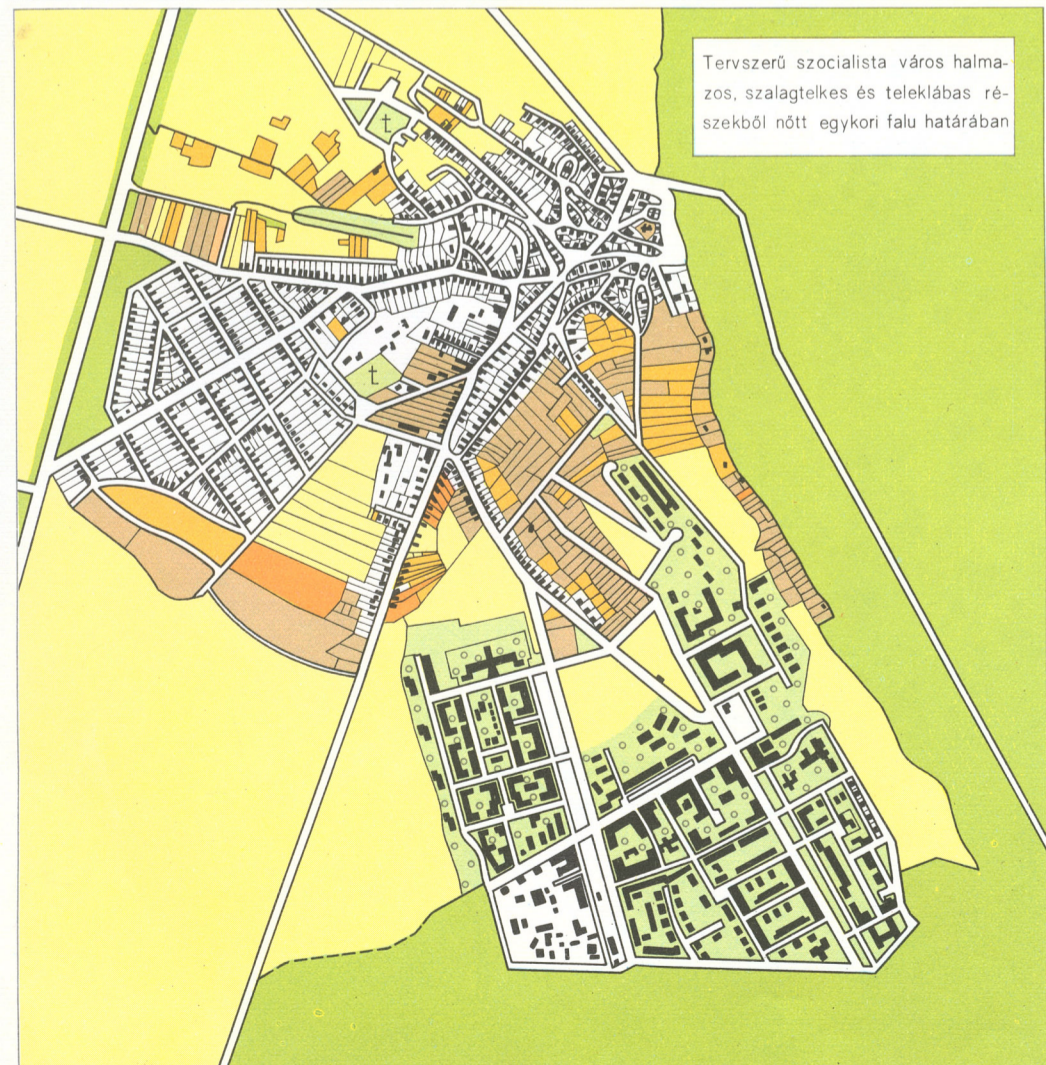 Tervszerű szocialista város halma-
zos, szalagtelkes és teleklábas ré-
szekből nőtt egykori falu határában
t
t